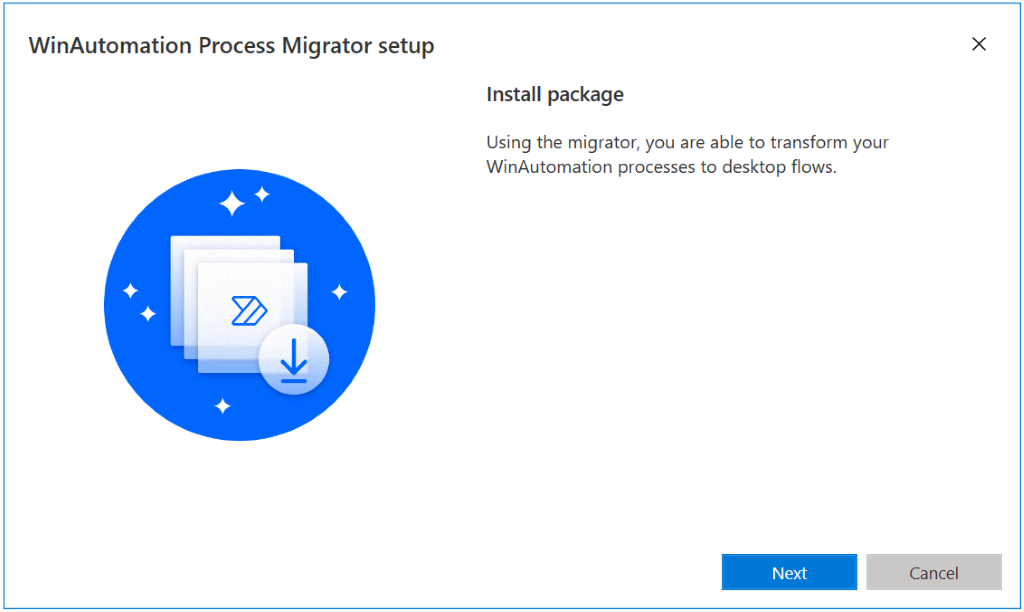 WinAutomation Process Migrator setup
Install package
Using the migrator, you are able to transform your
WinAutomation processes to desktop flows.
Next
Cancel